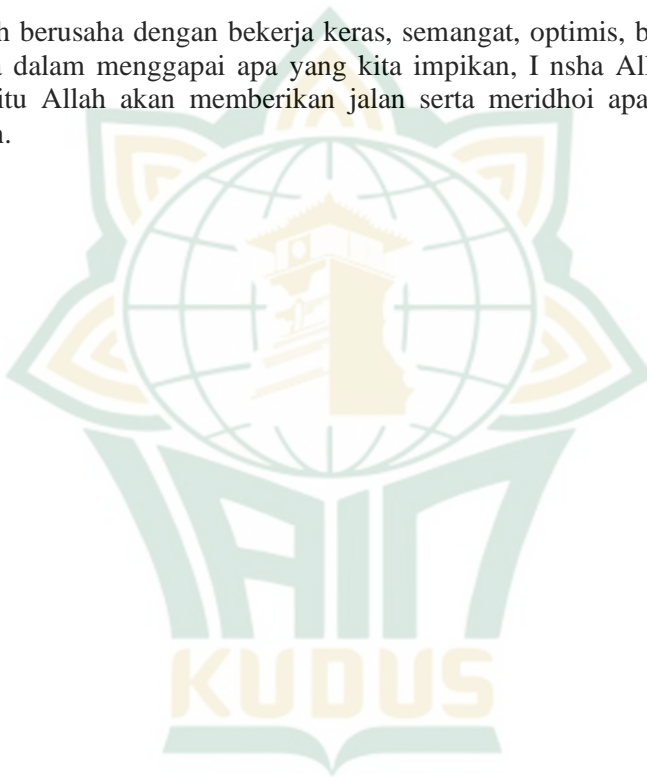 h berusaha dengan bekerja keras, semangat, optimis, b
dalam menggapai apa yang kita impikan, I nsha All
itu Allah akan memberikan jalan serta meridhoi apa
.
IAIN
KUDUS